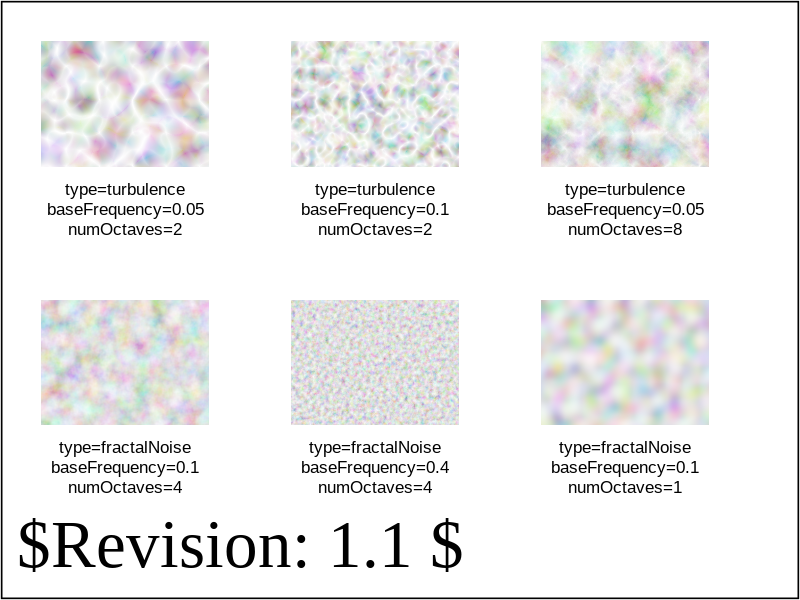 type=turbulence
baseFrequency=0.05
numOctaves=2
type=turbulence
baseFrequency=0.1
numOctaves=2
type=turbulence
baseFrequency=0.05
numOctaves=8
type=fractalNoise
baseFrequency=0.1
numOctaves=4
type=fractalNoise
baseFrequency=0.4
numOctaves=4
type=fractalNoise
baseFrequency=0.1
numOctaves=1
$Revision: 1.1 $